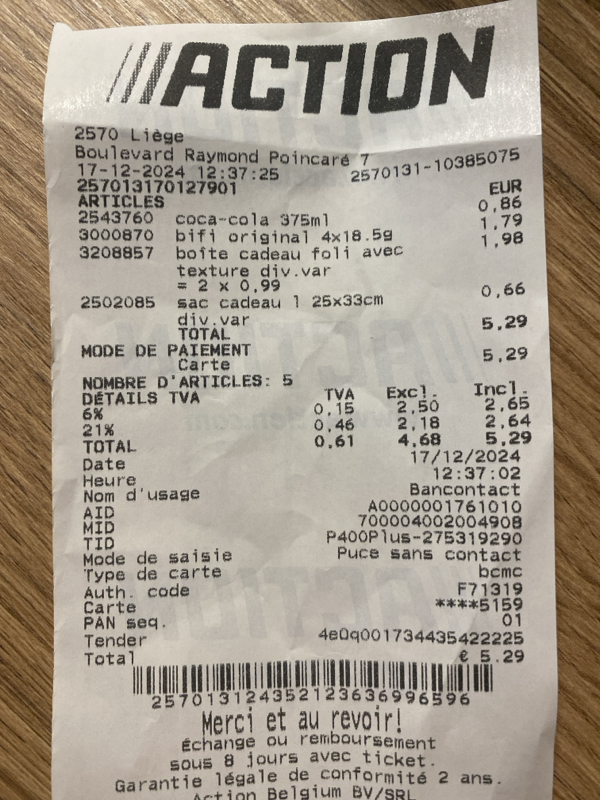 ///ACTION
2570 Liège
Boulevard Raymond Poincaré 7
17-12-2024 12:37:25 2570131-10385075
257013170127901 EUR
ARTICLES 0,86
2543760 coca-cola 375ml 1,79
3000870 bifi original 4x18.5g 1,98
3208857 boîte cadeau foli avec
texture div.var
= 2 x 0,99
2502085 sac cadeau l 25x33cm 0,66
div.var
TOTAL 5,29
MODE DE PAIEMENT
Carte 5,29
NOMBRE D'ARTICLES: 5
DÉTAILS TVA TVA Excl. Incl.
6% 0,15 2,50 2,65
21% 0,46 2,18 2,64
TOTAL 0,61 4,68 5,29
Date 17/12/2024
Heure 12:37:02
Nom d'usage Bancontact
AID A0000001761010
MID 700004002004908
TID P400Plus-275319290
Mode de saisie Puce sans contact
Type de carte bcmc
Auth. code F71319
Carte ****5159
PAN seq. 01
Tender 4e0q001734435422225
Total € 5.29
257013124352123636996596
Merci et au revoir!
Échange ou remboursement
sous 8 jours avec ticket.
Garantie légale de conformité 2 ans.
Action Belgium BV/SRL